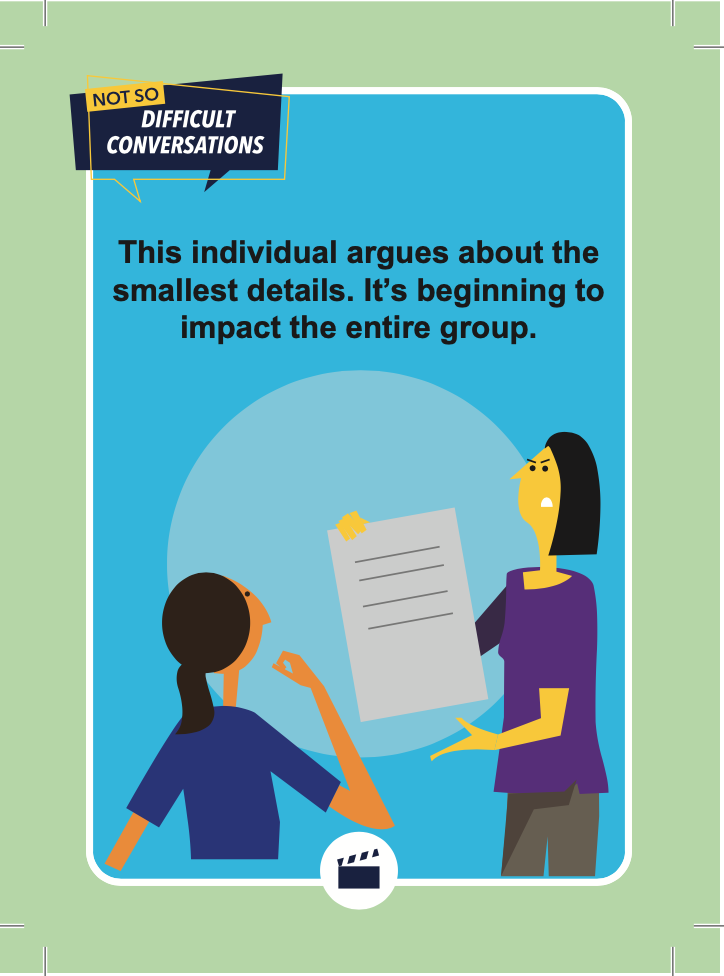 NOT SO
DIFFICULT
CONVERSATIONS
This individual argues about the
smallest details. It’s beginning to
impact the entire group.